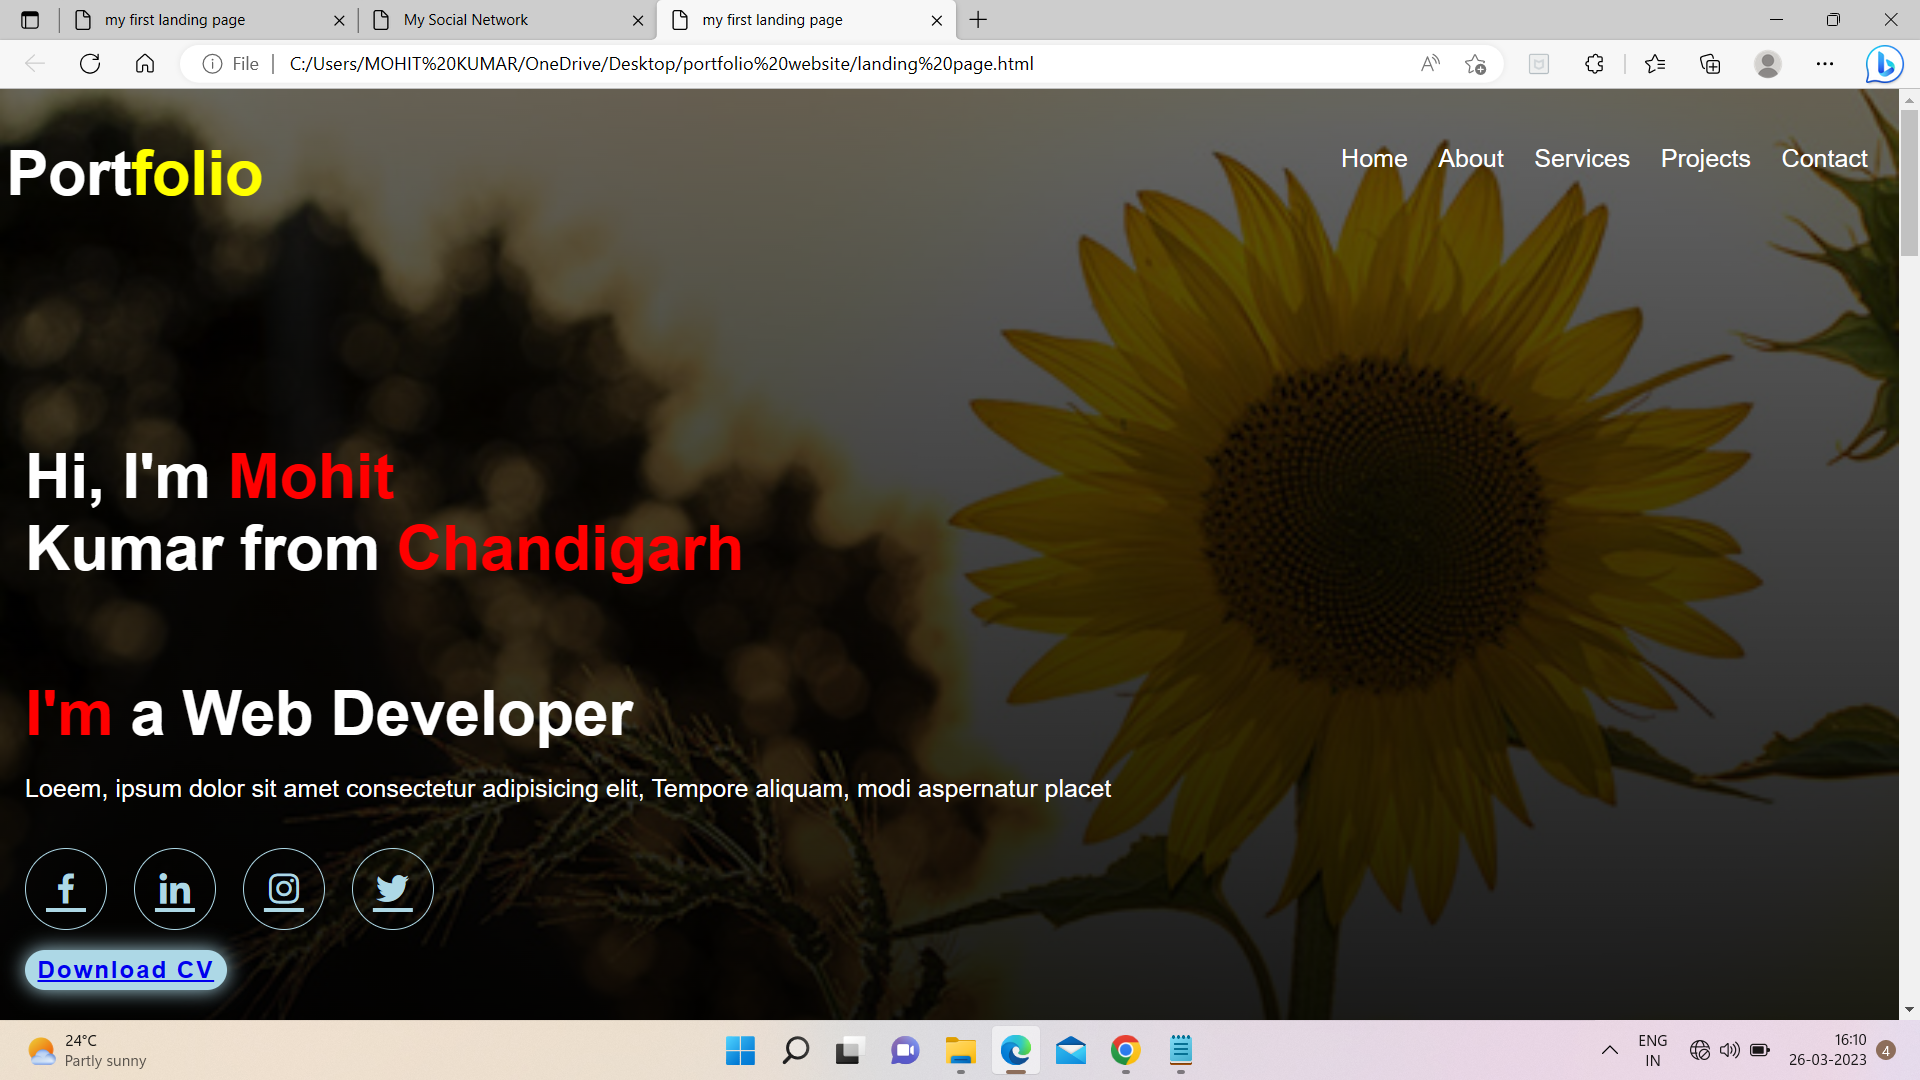 my first landing page
My Social Network
my first landing page
File
C:/Users/MOHIT%20KUMAR/OneDrive/Desktop/portfolio%20website/landing%20page.html
Portfolio
Home About Services Projects Contact
Hi, I'm Mohit
Kumar from Chandigarh
I'm a Web Developer
Loeem, ipsum dolor sit amet consectetur adipisicing elit, Tempore aliquam, modi aspernatur placet
Download CV
24°C
Partly sunny
ENG
IN
16:10
26-03-2023
4